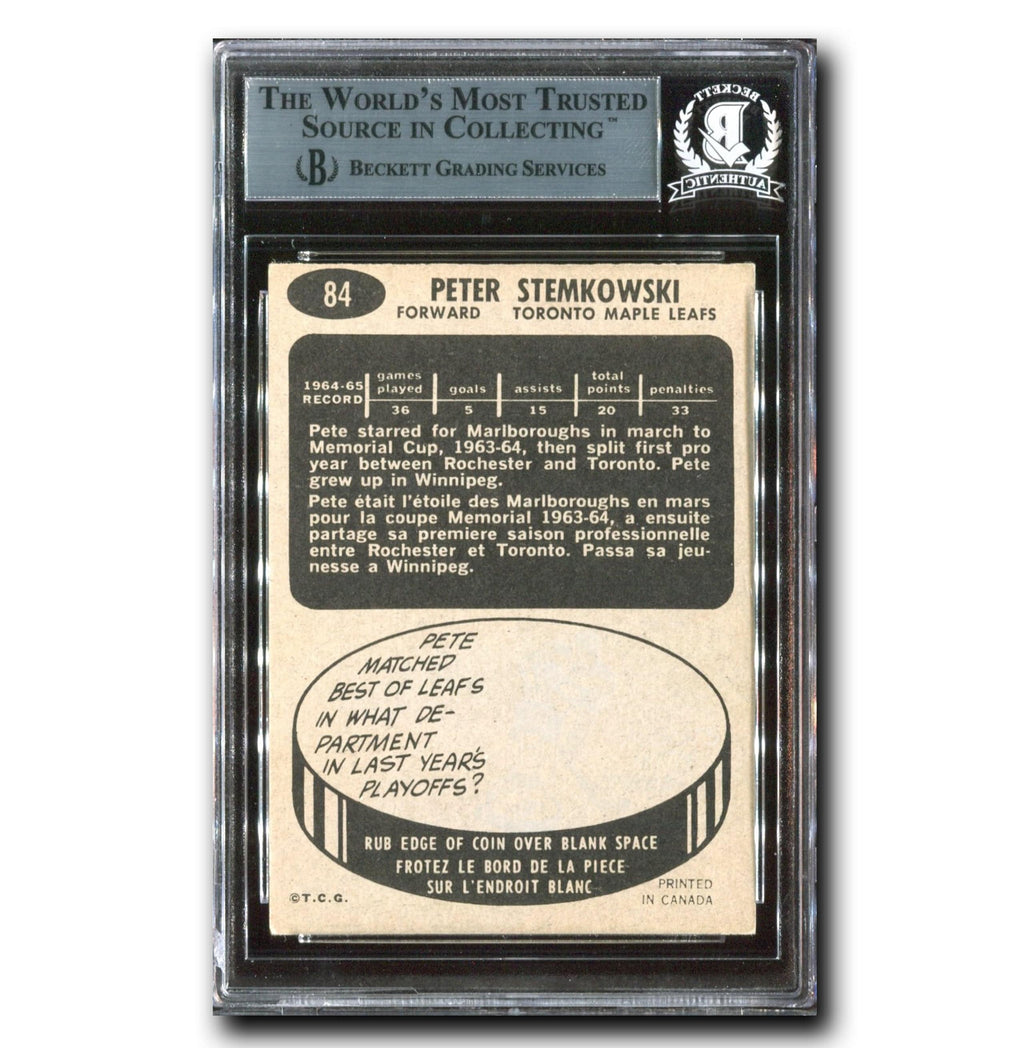 THE WORLD'S MOST TRUSTED
SOURCE IN COLLECTING™
B BECKETT GRADING SERVICES
BECKETT
B
AUTHENTIC
84
PETER STEMKOWSKI
FORWARD TORONTO MAPLE LEAFS
1964-65 RECORD
games played goals assists total points penalties
36 5 15 20 33
Pete starred for Marlboroughs in march to
Memorial Cup, 1963-64, then split first pro
year between Rochester and Toronto. Pete
grew up in Winnipeg.
Pete était l'étoile des Marlboroughs en mars
pour la coupe Memorial 1963-64, a ensuite
partage sa premiere saison professionnelle
entre Rochester et Toronto. Passa sa jeu-
nesse a Winnipeg.
PETE
MATCHED
BEST OF LEAFS
IN WHAT DE-
PARTMENT
IN LAST YEAR'S
PLAYOFFS?
RUB EDGE OF COIN OVER BLANK SPACE
FROTEZ LE BORD DE LA PIECE
SUR L'ENDROIT BLANC
©T.C.G.
PRINTED
IN CANADA